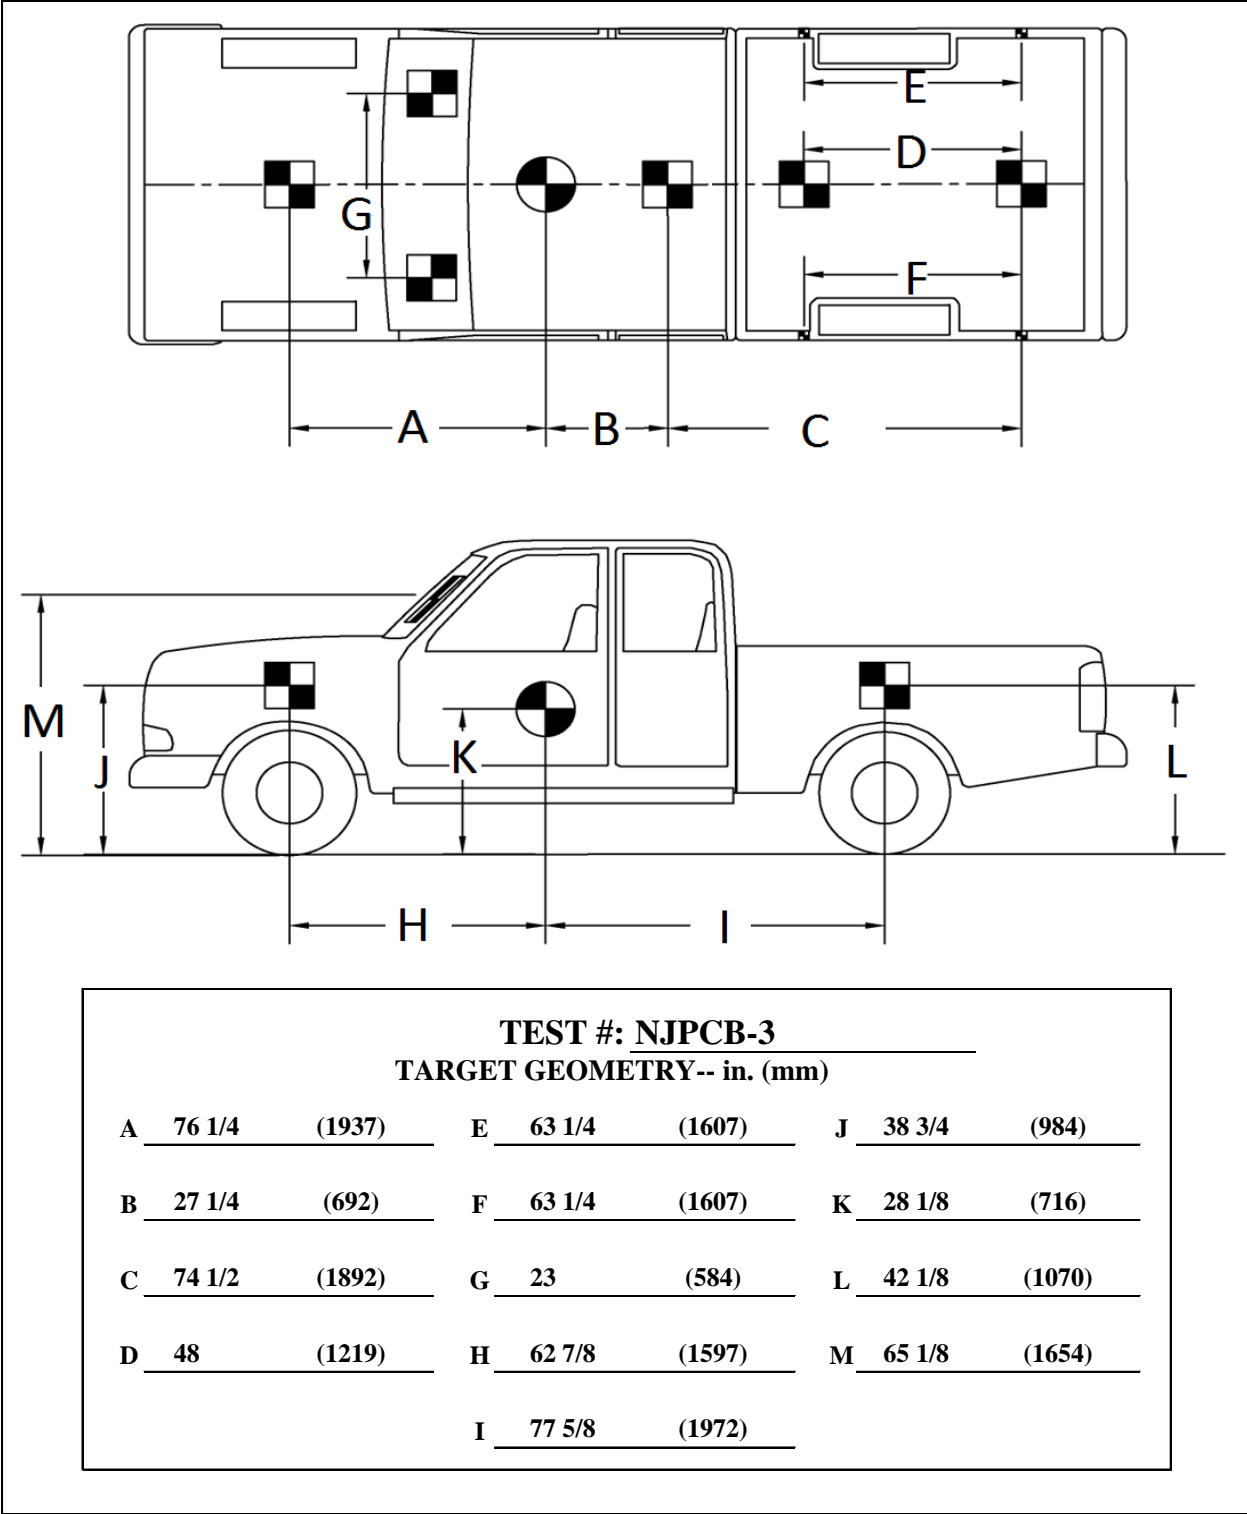 E
D
G
F
A B C
M
J
K
L
H I
TEST #: NJPCB-3
TARGET GEOMETRY-- in. (mm)
A 76 1/4 (1937) E 63 1/4 (1607) J 38 3/4 (984)
B 27 1/4 (692) F 63 1/4 (1607) K 28 1/8 (716)
C 74 1/2 (1892) G 23 (584) L 42 1/8 (1070)
D 48 (1219) H 62 7/8 (1597) M 65 1/8 (1654)
I 77 5/8 (1972)